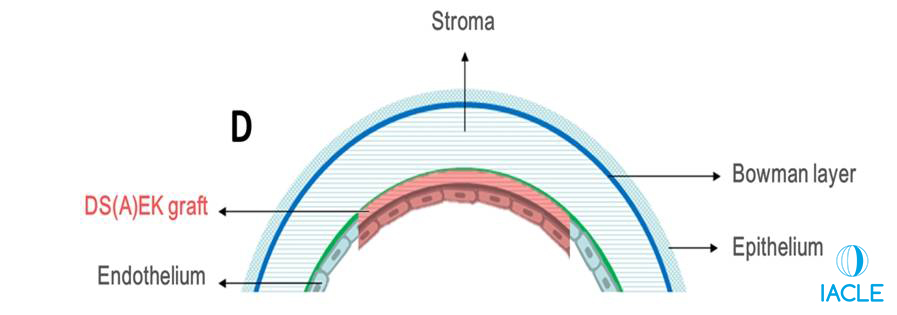 Stroma
D
Bowman layer
DS(A)EK graft
Epithelium
Endothelium
IACLE